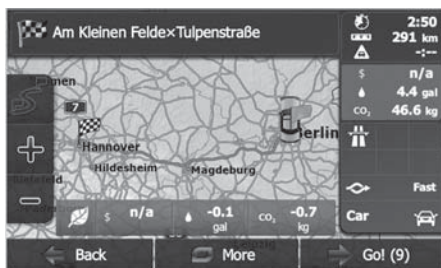 Am Kleinen Felde×Tulpenstraße
2:50
291 km
-:--
$ n/a
4.4 gal
CO₂ 46.6 kg
7
Hannover
erlin
Hildesheim
Magdeburg
$ n/a
-0.1 gal
CO₂ -0.7 kg
Fast
Car
Back
More
Go! (9)